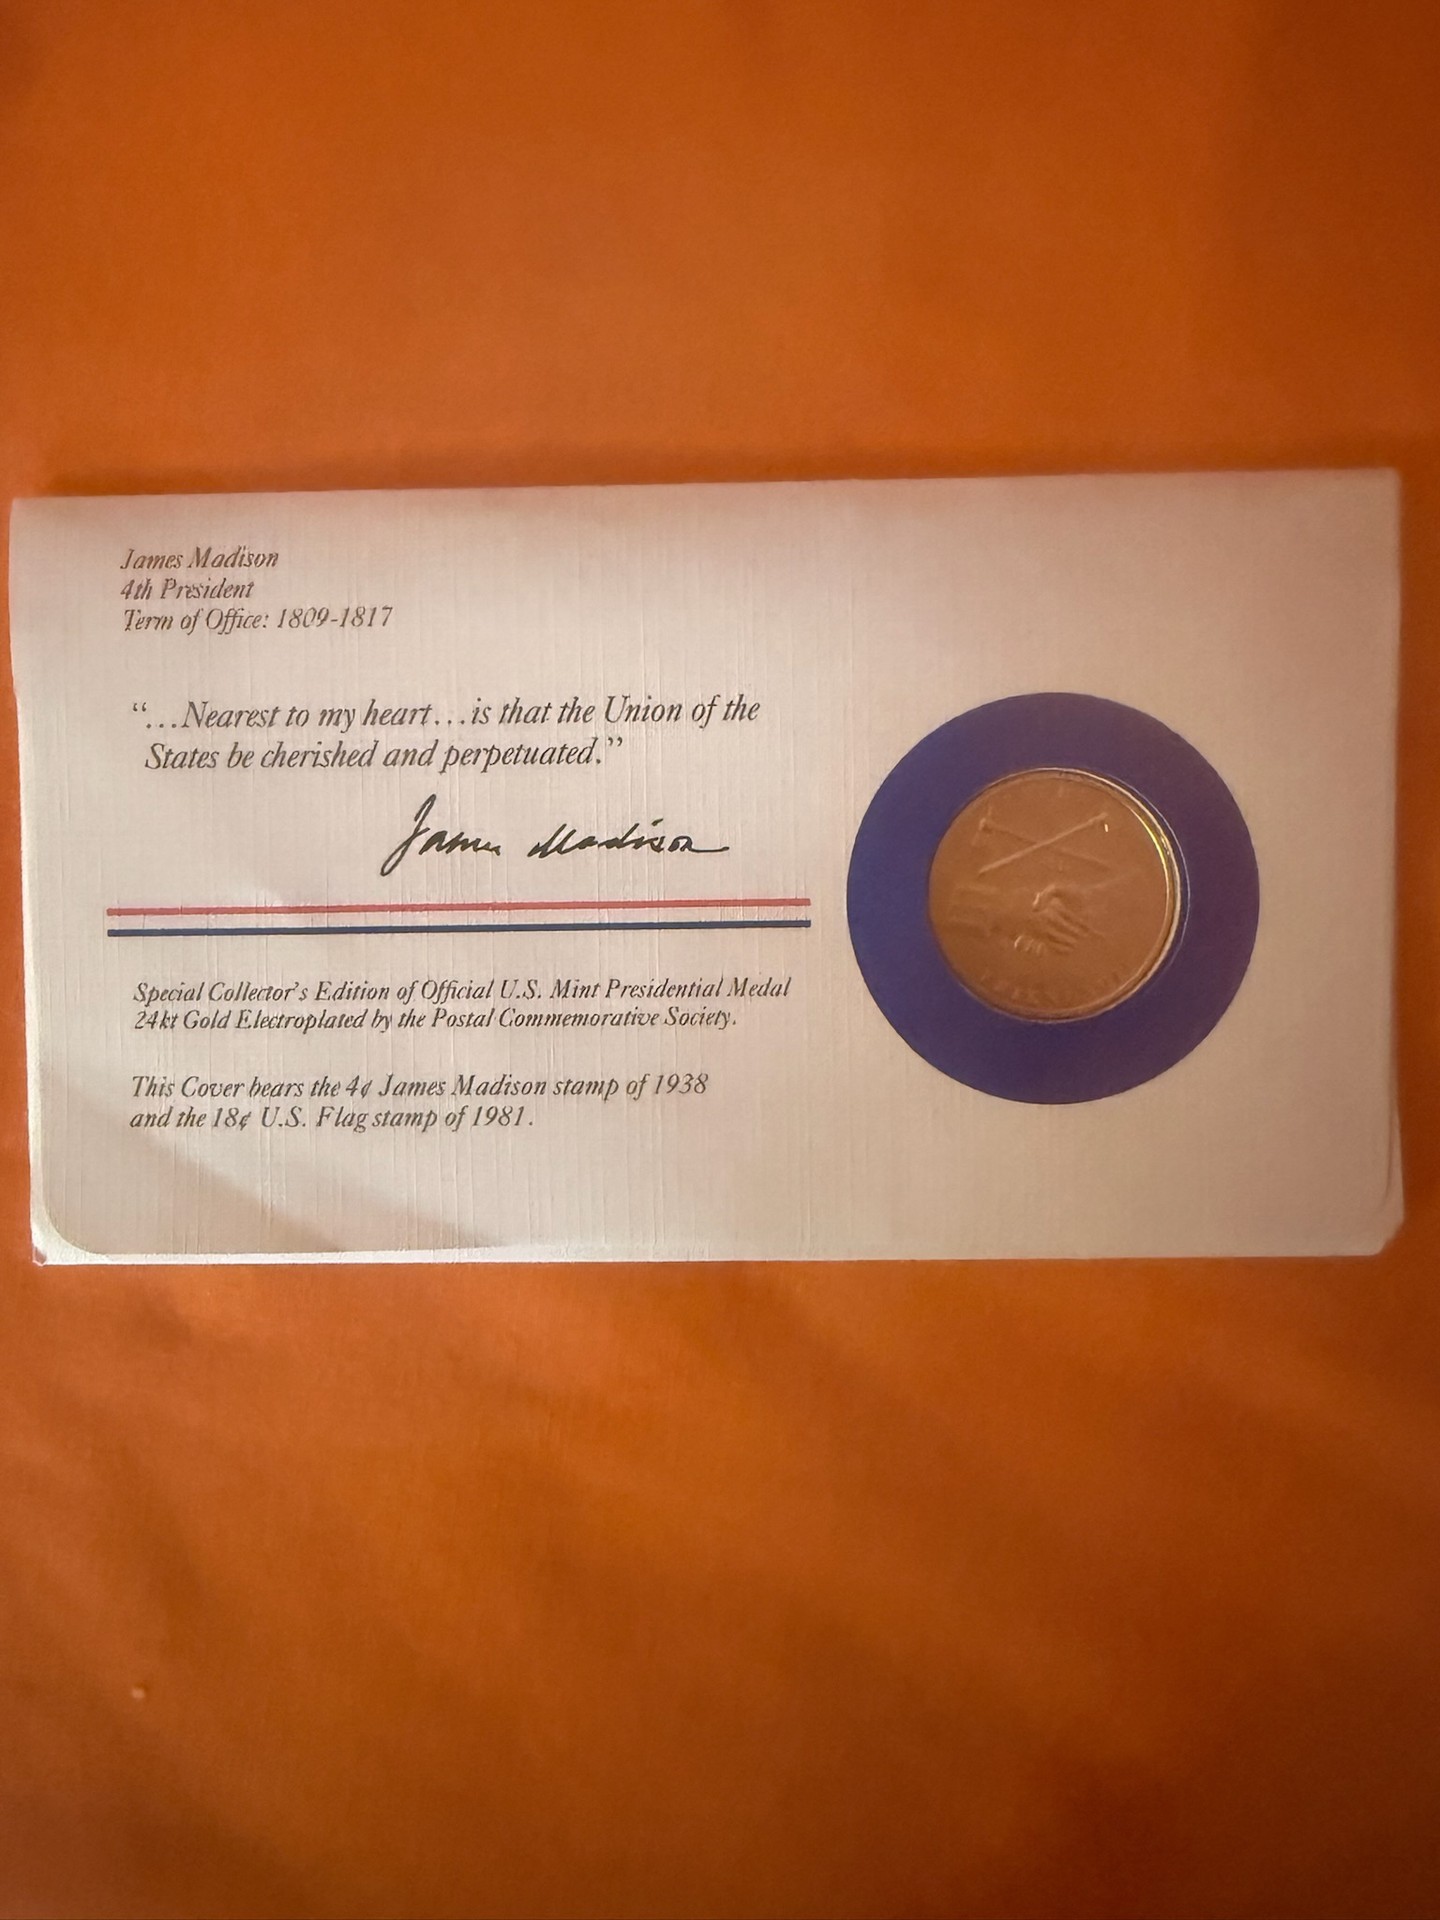 James Madison
4th President
Term of Office: 1809-1817
“...Nearest to my heart...is that the Union of the
States be cherished and perpetuated.”
James Madison
Special Collector's Edition of Official U.S. Mint Presidential Medal
24kt Gold Electroplated by the Postal Commemorative Society.
This Cover bears the 4¢ James Madison stamp of 1938
and the 18¢ U.S. Flag stamp of 1981.